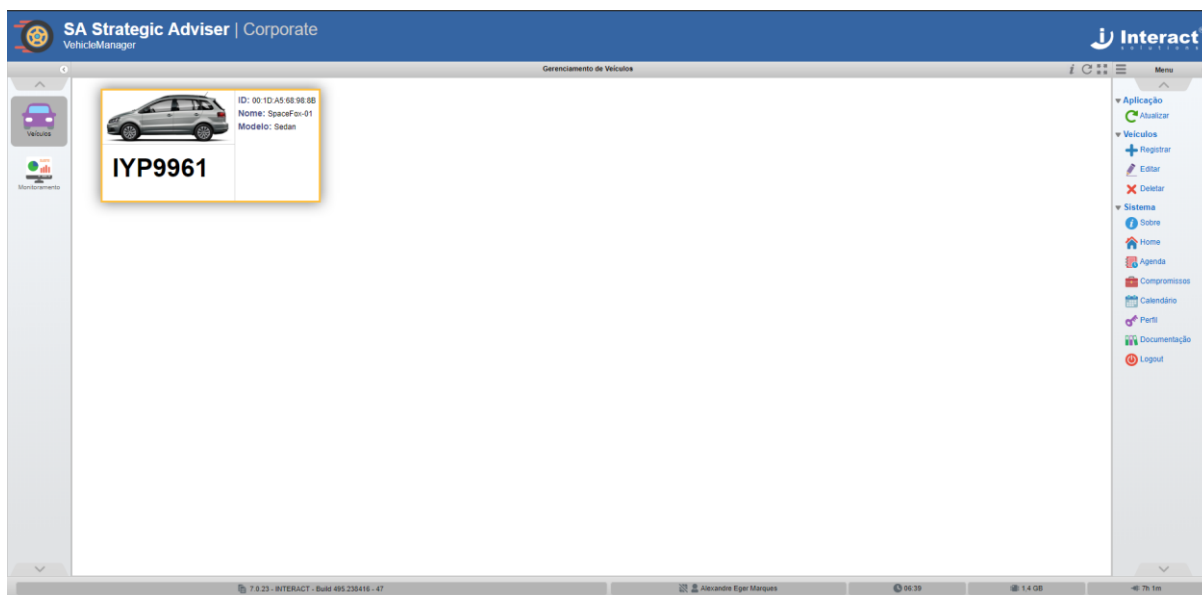 SA Strategic Adviser | Corporate
VehicleManager
Interact
solutions
Gerenciamento de Veículos
Menu
Veículos
Monitoramento
ID: 00:1D:A5:68:98:8B
Nome: SpaceFox-01
Modelo: Sedan
IYP9961
Aplicação
Atualizar
Veículos
Registrar
Editar
Deletar
Sistema
Sobre
Home
Agenda
Compromissos
Calendário
Perfil
Documentação
Logout
7.0.23 - INTERACT - Build 495.238416 - 47
Alexandre Eger Marques
06:39
1,4 GB
7h 1m